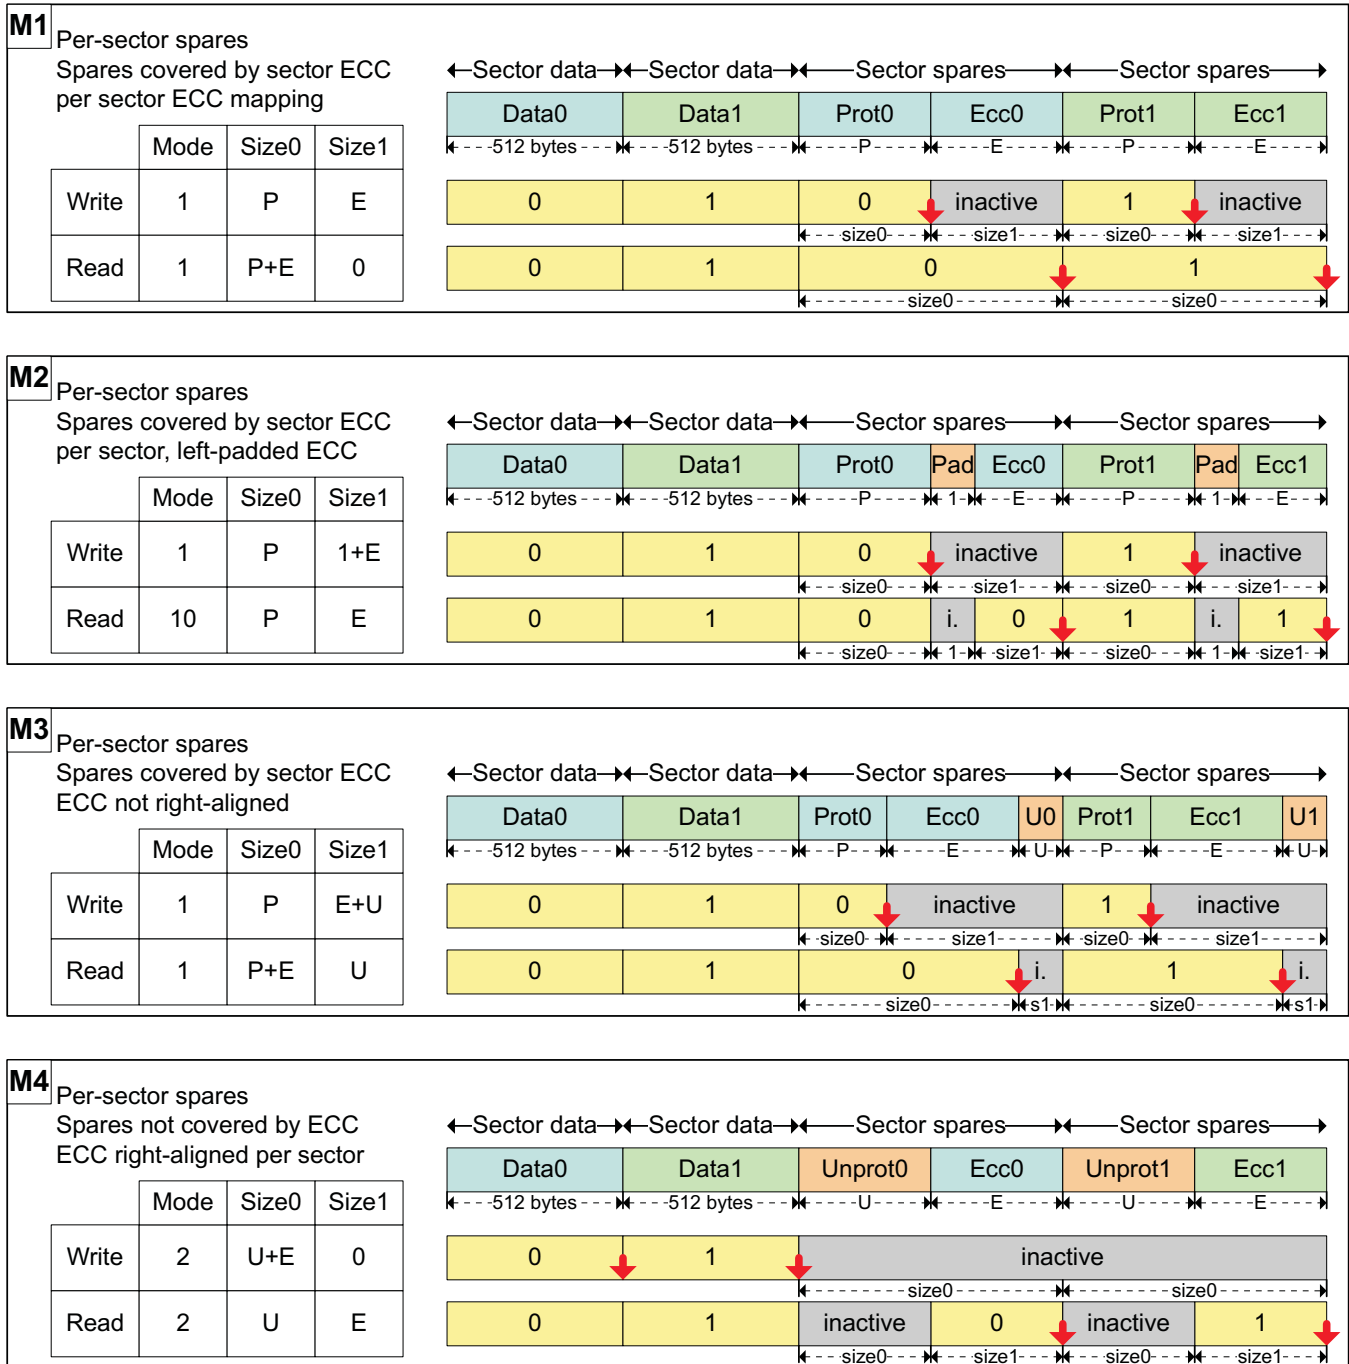 M1
Per-sector spares
Spares covered by sector ECC
per sector ECC mapping
Mode Size0 Size1
Write 1 P E
Read 1 P+E 0
Sector data Sector data Sector spares Sector spares
Data0 Data1 Prot0 Ecc0 Prot1 Ecc1
512 bytes 512 bytes P E P E
0 1 0 inactive 1 inactive
size0 size1 size0 size1
0 1 0 1
size0 size0
M2
Per-sector spares
Spares covered by sector ECC
per sector, left-padded ECC
Mode Size0 Size1
Write 1 P 1+E
Read 10 P E
Sector data Sector data Sector spares Sector spares
Data0 Data1 Prot0 Pad Ecc0 Prot1 Pad Ecc1
512 bytes 512 bytes P 1 E P 1 E
0 1 0 inactive 1 inactive
size0 size1 size0 size1
0 1 0 i. 0 1 i. 1
size0 1 size1 size0 1 size1
M3
Per-sector spares
Spares covered by sector ECC
ECC not right-aligned
Mode Size0 Size1
Write 1 P E+U
Read 1 P+E U
Sector data Sector data Sector spares Sector spares
Data0 Data1 Prot0 Ecc0 U0 Prot1 Ecc1 U1
512 bytes 512 bytes P E U P E U
0 1 0 inactive 1 inactive
size0 size1 size0 size1
0 1 0 i. 1 i.
size0 s1 size0 s1
M4
Per-sector spares
Spares not covered by ECC
ECC right-aligned per sector
Mode Size0 Size1
Write 2 U+E 0
Read 2 U E
Sector data Sector data Sector spares Sector spares
Data0 Data1 Unprot0 Ecc0 Unprot1 Ecc1
512 bytes 512 bytes U E U E
0 1 inactive
size0 size0
0 1 inactive 0 inactive 1
size0 size1 size0 size1